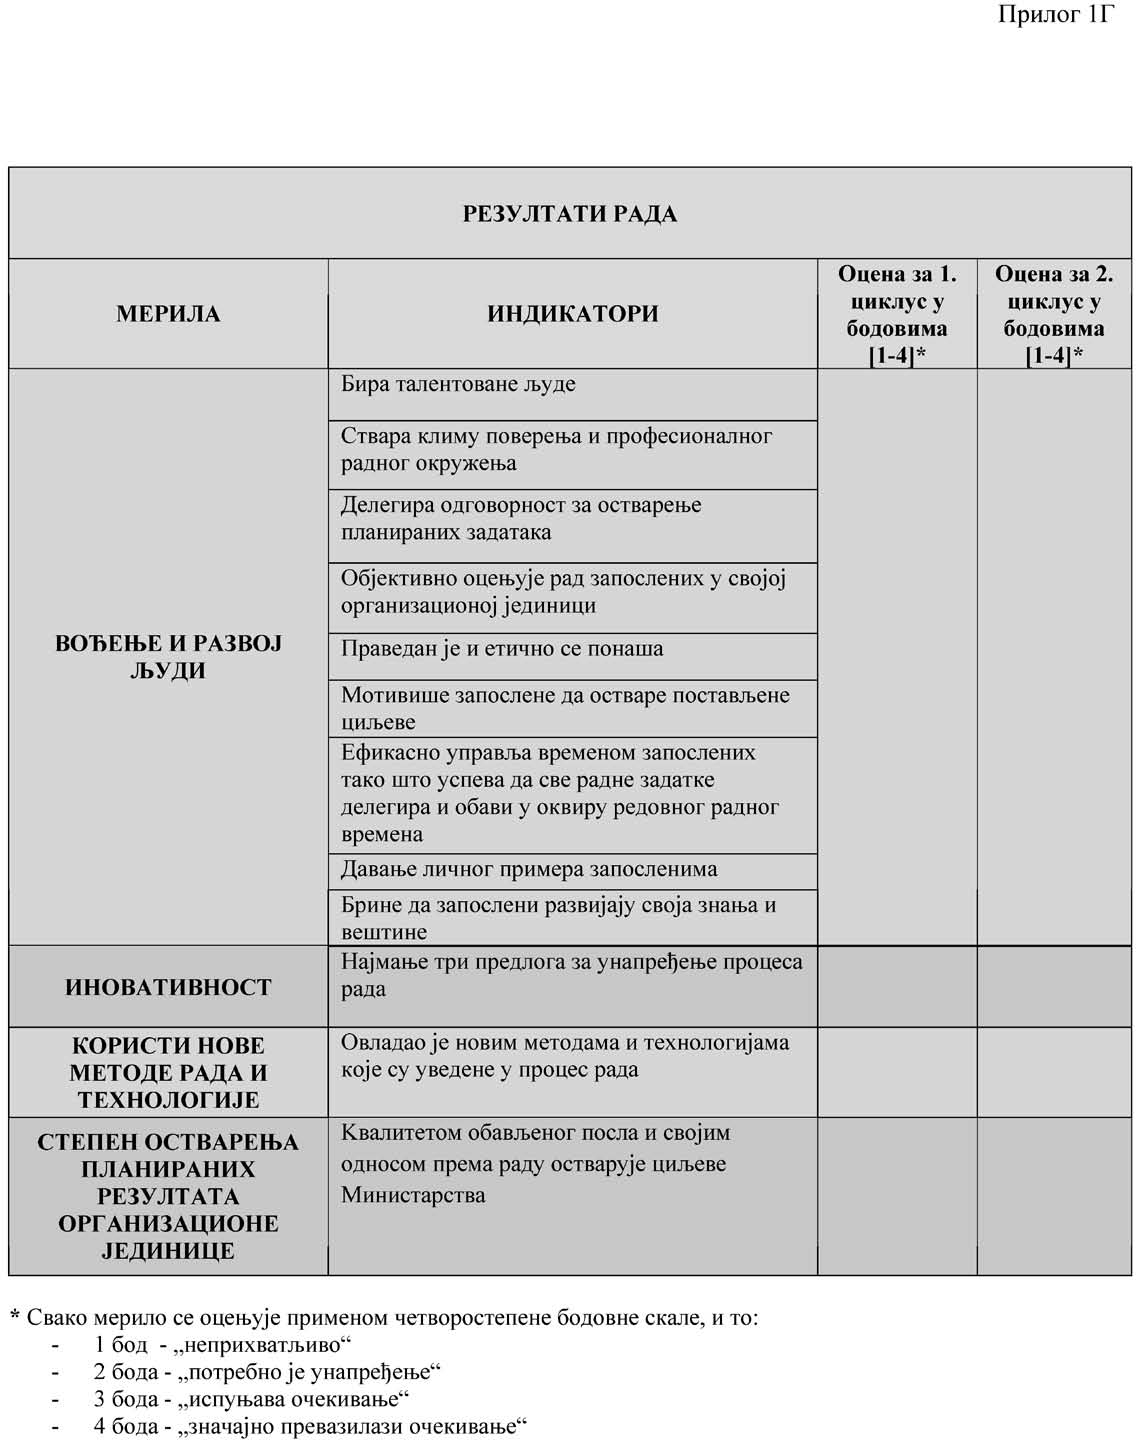 Прилог 1Г
РЕЗУЛТАТИ РАДА
МЕРИЛА
ИНДИКАТОРИ
Оцена за 1.
циклус у
бодовима
[1-4]*
Оцена за 2.
циклус у
бодовима
[1-4]*
ВОЂЕЊЕ И РАЗВОЈ
ЉУДИ
Бира талентоване људе
Ствара климу поверења и професионалног
радног окружења
Делегира одговорност за остварење
планираних задатака
Објективно оцењује рад запослених у својој
организационој јединици
Праведан је и етично се понаша
Мотивише запослене да остваре постављене
циљеве
Ефикасно управља временом запослених
тако што успева да све радне задатке
делегира и обави у оквиру редовног радног
времена
Давање личног примера запосленима
Брине да запослени развијају своја знања и
вештине
ИНОВАТИВНОСТ
Најмање три предлога за унапређење процеса
рада
КОРИСТИ НОВЕ
МЕТОДЕ РАДА И
ТЕХНОЛОГИЈЕ
Овладао је новим методама и технологијама
које су уведене у процес рада
СТЕПЕН ОСТВАРЕЊА
ПЛАНИРАНИХ
РЕЗУЛТАТА
ОРГАНИЗАЦИОНЕ
ЈЕДИНИЦЕ
Квалитетом обављеног посла и својим
односом према раду остварује циљеве
Министарства
* Свако мерило се оцењује применом четворостепене бодовне скале, и то:
- 1 бод - „неприхватљиво“
- 2 бода - „потребно је унапређење“
- 3 бода - „испуњава очекивање“
- 4 бода - „значајно превазилази очекивање“